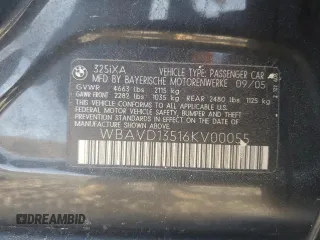 BMW
325iXA
VEHICLE TYPE: PASSENGER CAR
MFD BY BAYERISCHE MOTORENWERKE 09/05
GVWR 4663 lbs 2115 kg
GAWR FRONT 2282 lbs 1035 kg REAR 2480 lbs 1125 kg
THIS VEHICLE CONFORMS TO ALL APPLICABLE
FEDERAL MOTOR VEHICLE SAFETY, BUMPER AND THEFT
PREVENTION STANDARDS IN EFFECT ON THE DATE OF
MANUFACTURE SHOWN ABOVE.
WBAVD13516KV00055
@DREAMBID